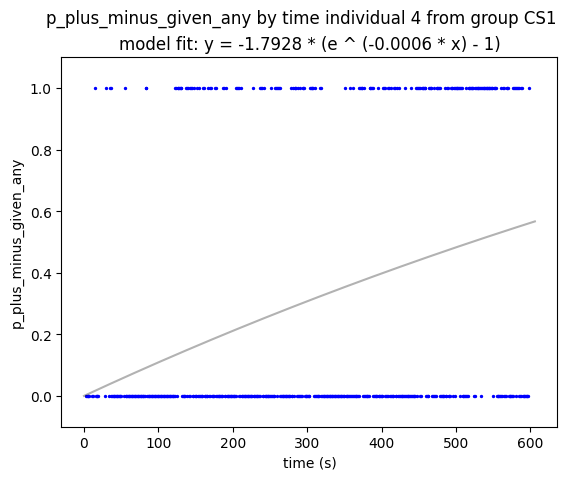 p_plus_minus_given_any by time individual 4 from group CS1
model fit: y = -1.7928 * (e ^ (-0.0006 * x) - 1)
1.0
0.8
0.6
0.4
0.2
0.0
p_plus_minus_given_any
0 100 200 300 400 500 600
time (s)